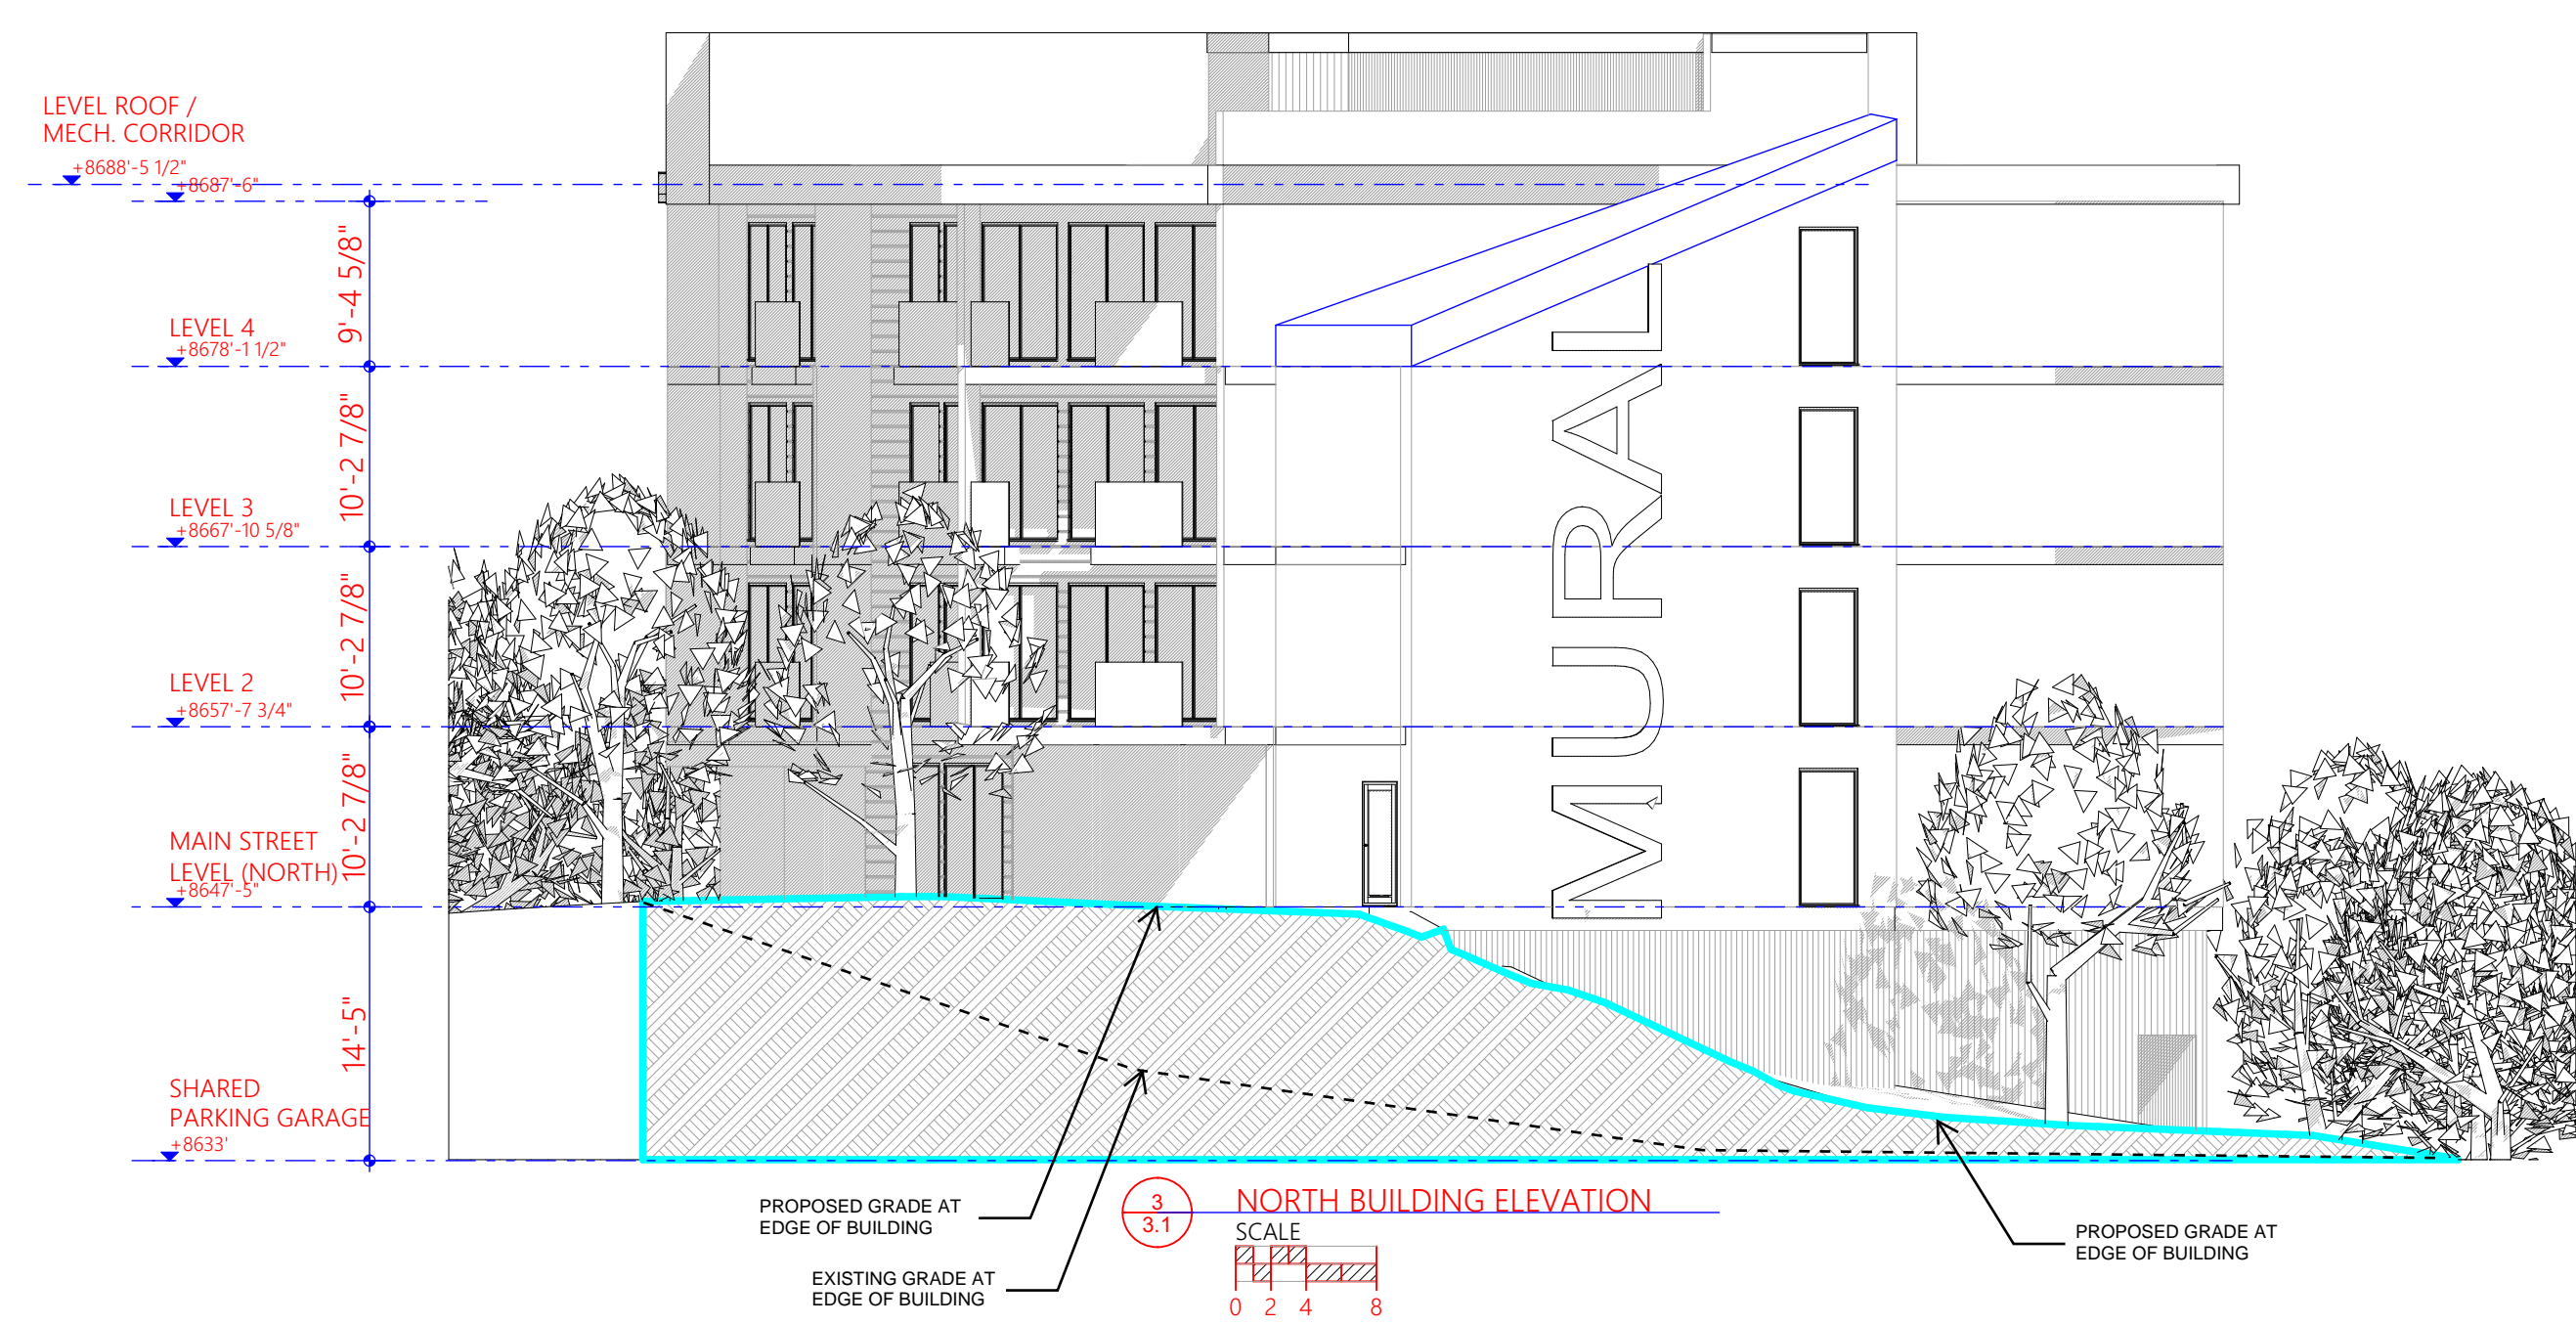 LEVEL ROOF /
MECH. CORRIDOR
+8688'-5 1/2"
+8687'-6"
9'-4 5/8"
LEVEL 4
+8678'-1 1/2"
10'-2 7/8"
LEVEL 3
+8667'-10 5/8"
10'-2 7/8"
LEVEL 2
+8657'-7 3/4"
10'-2 7/8"
MAIN STREET
LEVEL (NORTH)
+8647'-5"
14'-5"
SHARED
PARKING GARAGE
+8633'
MURAL
PROPOSED GRADE AT
EDGE OF BUILDING
EXISTING GRADE AT
EDGE OF BUILDING
3
3.1
NORTH BUILDING ELEVATION
SCALE
0 2 4 8
PROPOSED GRADE AT
EDGE OF BUILDING